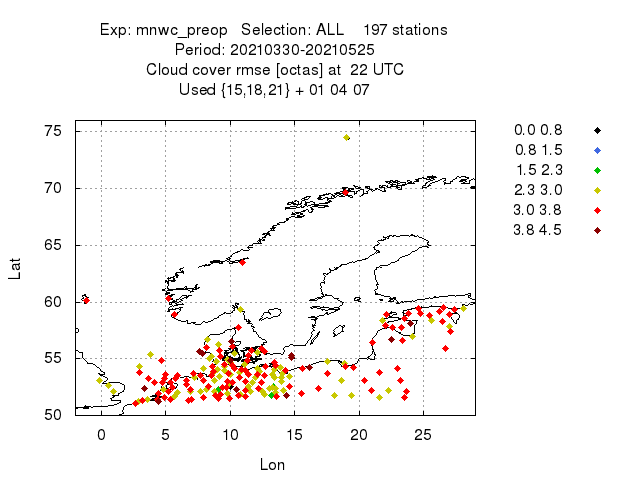 Exp: mnwc_preop   Selection: ALL    197 stations
Period: 20210330-20210525
Cloud cover rmse [octas] at  22 UTC
Used {15,18,21} + 01 04 07
0.0 0.8
0.8 1.5
1.5 2.3
2.3 3.0
3.0 3.8
3.8 4.5
75
70
65
60
55
50
Lat
0 5 10 15 20 25
Lon